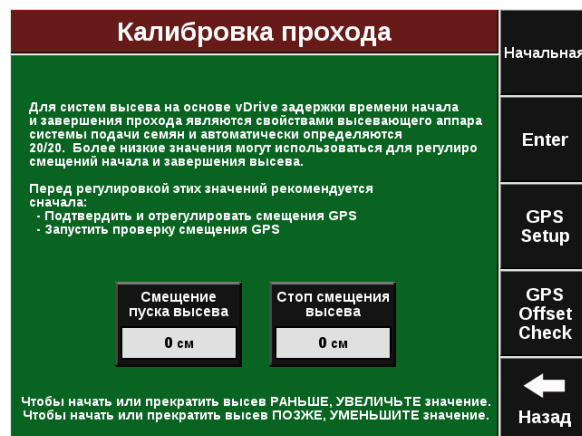 Калибровка прохода
Начальная
Для систем высева на основе vDrive задержки времени начала
и завершения прохода являются свойствами высевающего аппара
системы подачи семян и автоматически определяются
20/20. Более низкие значения могут использоваться для регулиро
смещений начала и завершения высева.
Перед регулировкой этих значений рекомендуется
сначала:
- Подтвердить и отрегулировать смещения GPS
- Запустить проверку смещения GPS
Enter
GPS
Setup
GPS
Offset
Check
Смещение
пуска высева
0 см
Стоп смещения
высева
0 см
Чтобы начать или прекратить высев РАНЬШЕ, УВЕЛИЧЬТЕ значение.
Чтобы начать или прекратить высев ПОЗЖЕ, УМЕНЬШИТЕ значение.
Назад